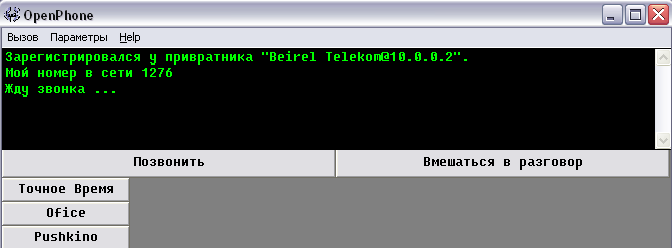 OpenPhone
Вызов Параметры Help
Зарегистрировался у привратника "Beirel Telekom@10.0.0.2".
Мой номер в сети 1276
Жду звонка ...
Позвонить Вмешаться в разговор
Точное Время
Ofice
Pushkino